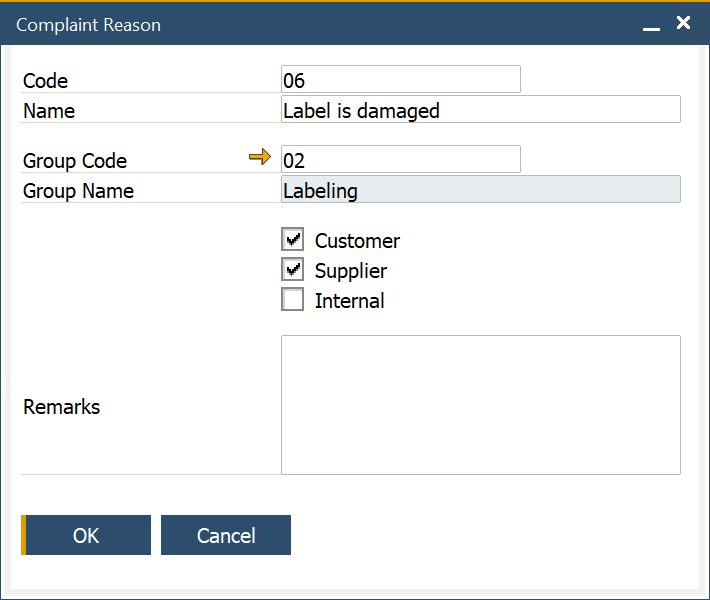 Complaint Reason
Code 06
Name Label is damaged
Group Code 02
Group Name Labeling
Customer
Supplier
Internal
Remarks
OK Cancel